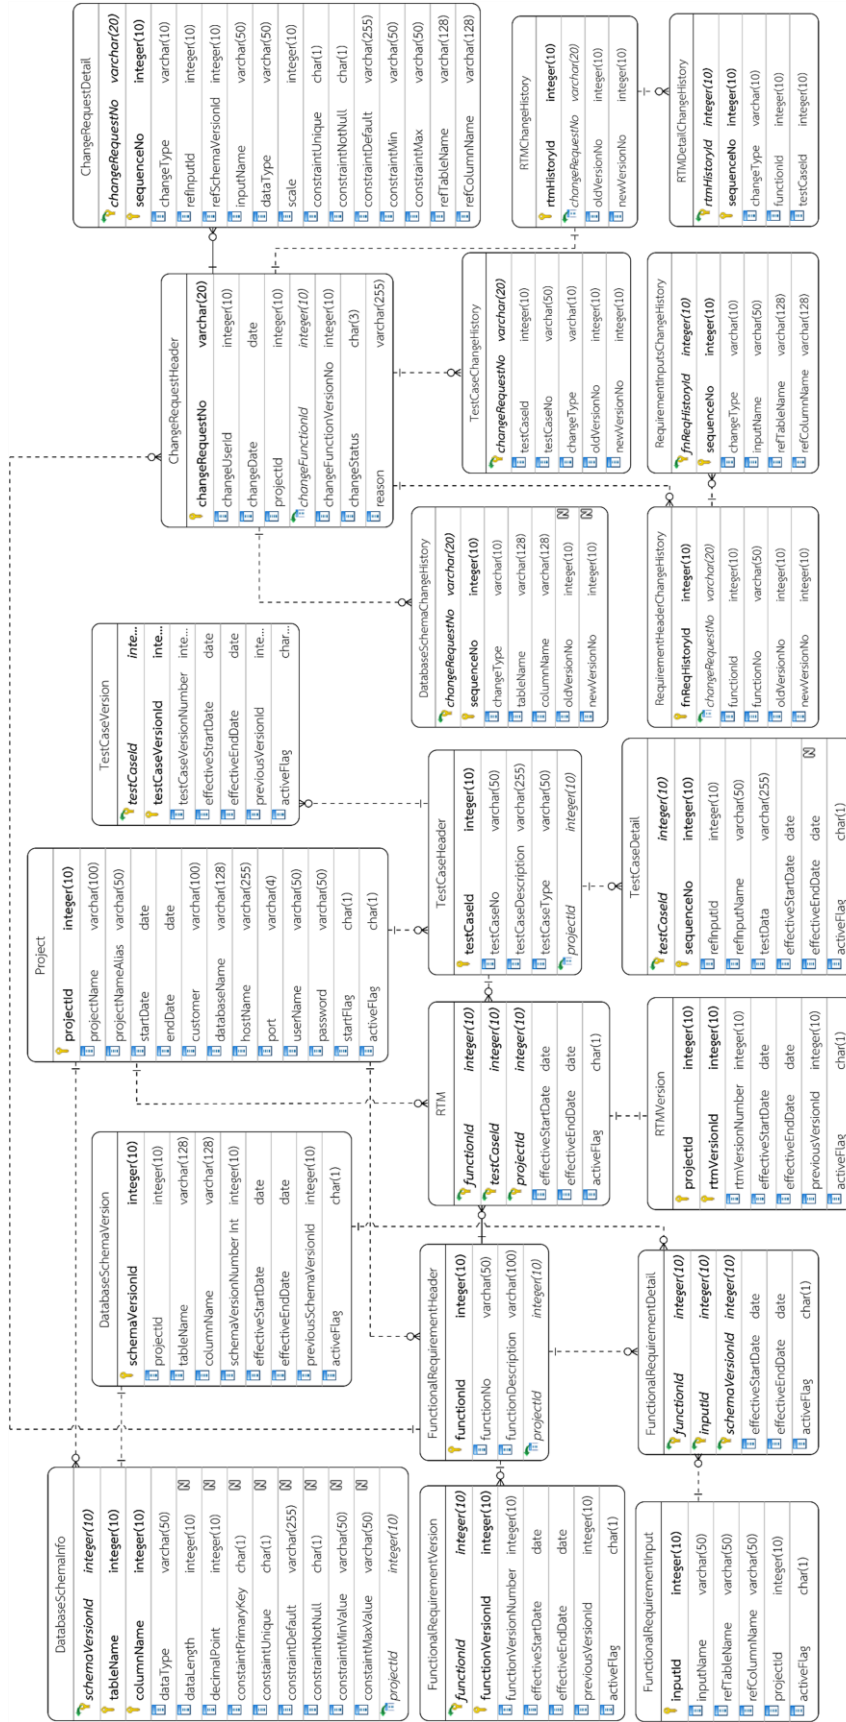 DatabaseSchemaInfo
schemaVersionId integer(10)
tableName integer(10)
columnName integer(10)
dataType varchar(50)
dataLength integer(10) N
decimalPoint integer(10) N
constaintPrimaryKey char(1) N
constaintUnique char(1) N
constraintDefault varchar(255) N
constraintNotNull char(1) N
constraintMinValue varchar(50) N
constaintMaxValue varchar(50) N
projectId integer(10)
DatabaseSchemaVersion
schemaVersionId integer(10)
projectId integer(10)
tableName varchar(128)
columnName varchar(128)
schemaVersionNumber Int integer(10)
effectiveStartDate date
effectiveEndDate date
previousSchemaVersionId integer(10)
activeFlag char(1)
Project
projectId integer(10)
projectName varchar(100)
projectNameAlias varchar(50)
startDate date
endDate date
customer varchar(100)
databaseName varchar(128)
hostName varchar(255)
port varchar(4)
userName varchar(50)
password varchar(50)
startFlag char(1)
activeFlag char(1)
TestCaseVersion
testCaseId inte...
testCaseVersionId inte...
testCaseVersionNumber inte...
effectiveStrartDate date
effectiveEndDate date
previousVersionId inte...
activeFlag char...
ChangeRequestHeader
changeRequestNo varchar(20)
changeUserId integer(10)
changeDate date
projectId integer(10)
changeFunctionId integer(10)
changeFunctionVersionNo integer(10)
changeStatus char(3)
reason varchar(255)
ChangeRequestDetail
changeRequestNo varchar(20)
sequenceNo integer(10)
changeType varchar(10)
refInputId integer(10)
refSchemaVersionId integer(10)
inputName varchar(50)
dataType varchar(50)
scale integer(10)
constraintUnique char(1)
constraintNotNull char(1)
constraintDefault varchar(255)
constraintMin varchar(50)
constraintMax varchar(50)
refTableName varchar(128)
refColumnName varchar(128)
FunctionalRequirementVersion
functionId integer(10)
functionVersionId integer(10)
functionVersionNumber integer(10)
effectiveStartDate date
effectiveEndDate date
previousVersionId integer(10)
activeFlag char(1)
FunctionalRequirementHeader
functionId integer(10)
functionNo varchar(50)
functionDescription varchar(100)
projectId integer(10)
RTM
functionId integer(10)
testCaseId integer(10)
projectId integer(10)
effectiveStartDate date
effectiveEndDate date
activeFlag char(1)
TestCaseHeader
testCaseId integer(10)
testCaseNo varchar(50)
testCaseDescription varchar(255)
testCaseType varchar(50)
projectId integer(10)
DatabaseSchemaChangeHistory
changeRequestNo varchar(20)
sequenceNo integer(10)
changeType varchar(10)
tableName varchar(128)
columnName varchar(128)
oldVersionNo integer(10) N
newVersionNo integer(10) N
TestCaseChangeHistory
changeRequestNo varchar(20)
testCaseId integer(10)
testCaseNo varchar(50)
changeType varchar(10)
oldVersionNo integer(10)
newVersionNo integer(10)
RTMChangeHistory
rtmHistoryId integer(10)
changeRequestNo varchar(20)
oldVersionNo integer(10)
newVersionNo integer(10)
FunctionalRequirementInput
inputId integer(10)
inputName varchar(50)
refTableName varchar(50)
refColumnName varchar(50)
projectId integer(10)
activeFlag char(1)
FunctionalRequirementDetail
functionId integer(10)
inputId integer(10)
schemaVersionId integer(10)
effectiveStartDate date
effectiveEndDate date
activeFlag char(1)
RTMVersion
projectId integer(10)
rtmVersionId integer(10)
rtmVersionNumber integer(10)
effectiveStartDate date
effectiveEndDate date
previousVersionId integer(10)
activeFlag char(1)
TestCaseDetail
testCaseId integer(10)
sequenceNo integer(10)
refInputId integer(10)
refInputName varchar(50)
testData varchar(255)
effectiveStartDate date
effectiveEndDate date N
activeFlag char(1)
RequirementHeaderChangeHistory
fnReqHistoryId integer(10)
changeRequestNo varchar(20)
functionId integer(10)
functionNo varchar(50)
oldVersionNo integer(10)
newVersionNo integer(10)
RequirementInputsChangeHistory
fnReqHistoryId integer(10)
sequenceNo integer(10)
changeType varchar(10)
inputName varchar(50)
refTableName varchar(128)
refColumnName varchar(128)
RTMDetailChangeHistory
rtmHistoryId integer(10)
sequenceNo integer(10)
changeType varchar(10)
functionId integer(10)
testCaseId integer(10)